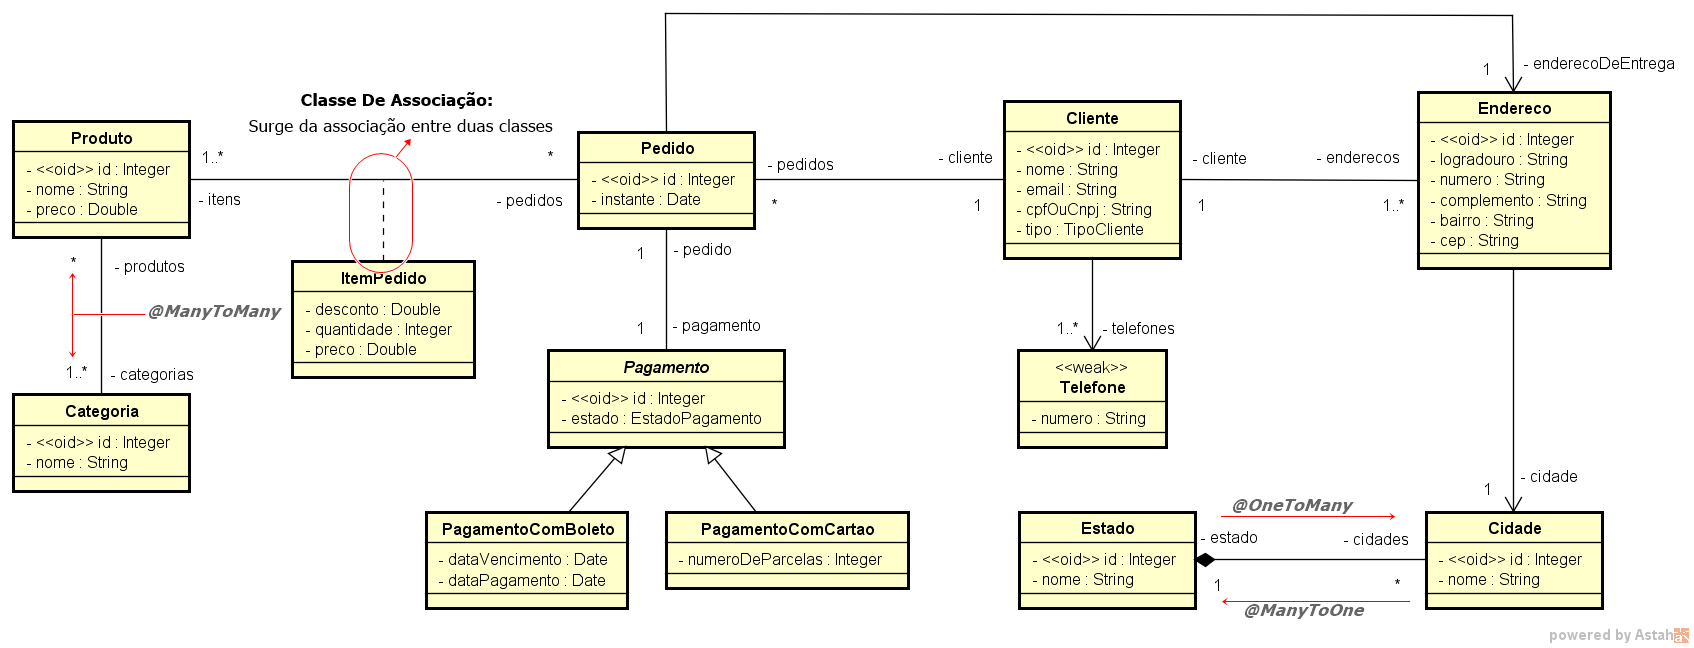 - enderecoDeEntrega
1
Classe De Associação:
Surge da associação entre duas classes
Produto
- <<oid>> id : Integer
- nome : String
- preco : Double
1..*
- itens
*
- pedidos
Pedido
- <<oid>> id : Integer
- instante : Date
- pedidos
*
- cliente
1
Cliente
- <<oid>> id : Integer
- nome : String
- email : String
- cpfOuCnpj : String
- tipo : TipoCliente
- cliente
1
- enderecos
1..*
Endereco
- <<oid>> id : Integer
- logradouro : String
- numero : String
- complemento : String
- bairro : String
- cep : String
*
- produtos
@ManyToMany
1..*
- categorias
Categoria
- <<oid>> id : Integer
- nome : String
ItemPedido
- desconto : Double
- quantidade : Integer
- preco : Double
1
- pedido
1
- pagamento
Pagamento
- <<oid>> id : Integer
- estado : EstadoPagamento
1..*
- telefones
<<weak>>
Telefone
- numero : String
PagamentoComBoleto
- dataVencimento : Date
- dataPagamento : Date
PagamentoComCartao
- numeroDeParcelas : Integer
1
- cidade
Estado
- <<oid>> id : Integer
- nome : String
@OneToMany
- estado
- cidades
1
*
@ManyToOne
Cidade
- <<oid>> id : Integer
- nome : String
powered by Astah